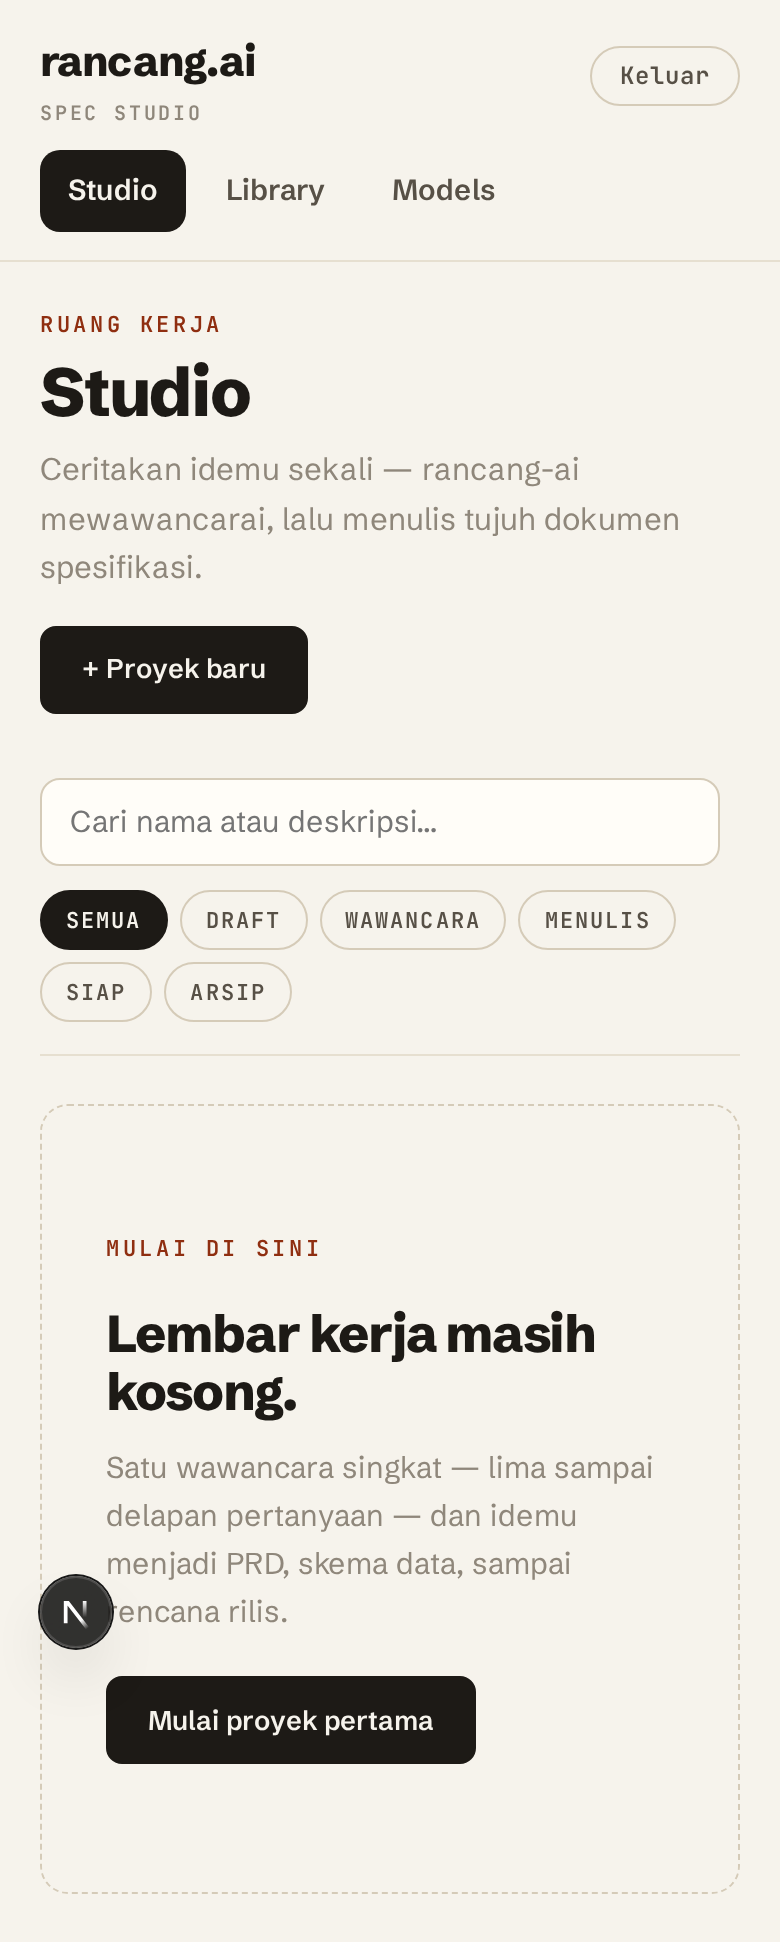 rancang.ai
Keluar
SPEC STUDIO
Studio
Library
Models
RUANG KERJA
Studio
Ceritakan idemu sekali — rancang-ai
mewawancarai, lalu menulis tujuh dokumen
spesifikasi.
+ Proyek baru
Cari nama atau deskripsi...
SEMUA
DRAFT
WAWANCARA
MENULIS
SIAP
ARSIP
MULAI DI SINI
Lembar kerja masih
kosong.
Satu wawancara singkat — lima sampai
delapan pertanyaan — dan idemu
menjadi PRD, skema data, sampai
rencana rilis.
N
Mulai proyek pertama